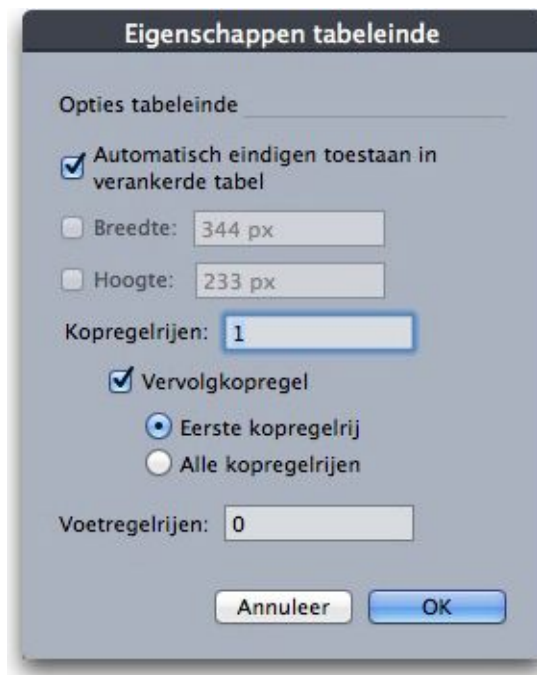 Eigenschappen tabeleinde
Opties tabeleinde
Automatisch eindigen toestaan in
verankerde tabel
Breedte: 344 px
Hoogte: 233 px
Kopregelrijen: 1
Vervolgkopregel
Eerste kopregelrij
Alle kopregelrijen
Voetregelrijen: 0
Annuleer OK